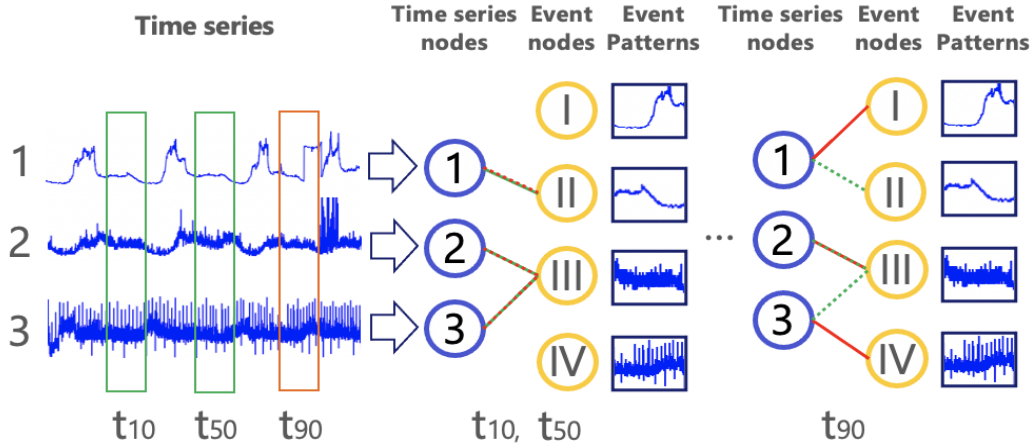 Time series
Time series nodes
Event nodes
Event Patterns
Time series nodes
Event nodes
Event Patterns
1
2
3
1
2
3
I
II
III
IV
...
1
2
3
I
II
III
IV
t10
t50
t90
t10, t50
t90